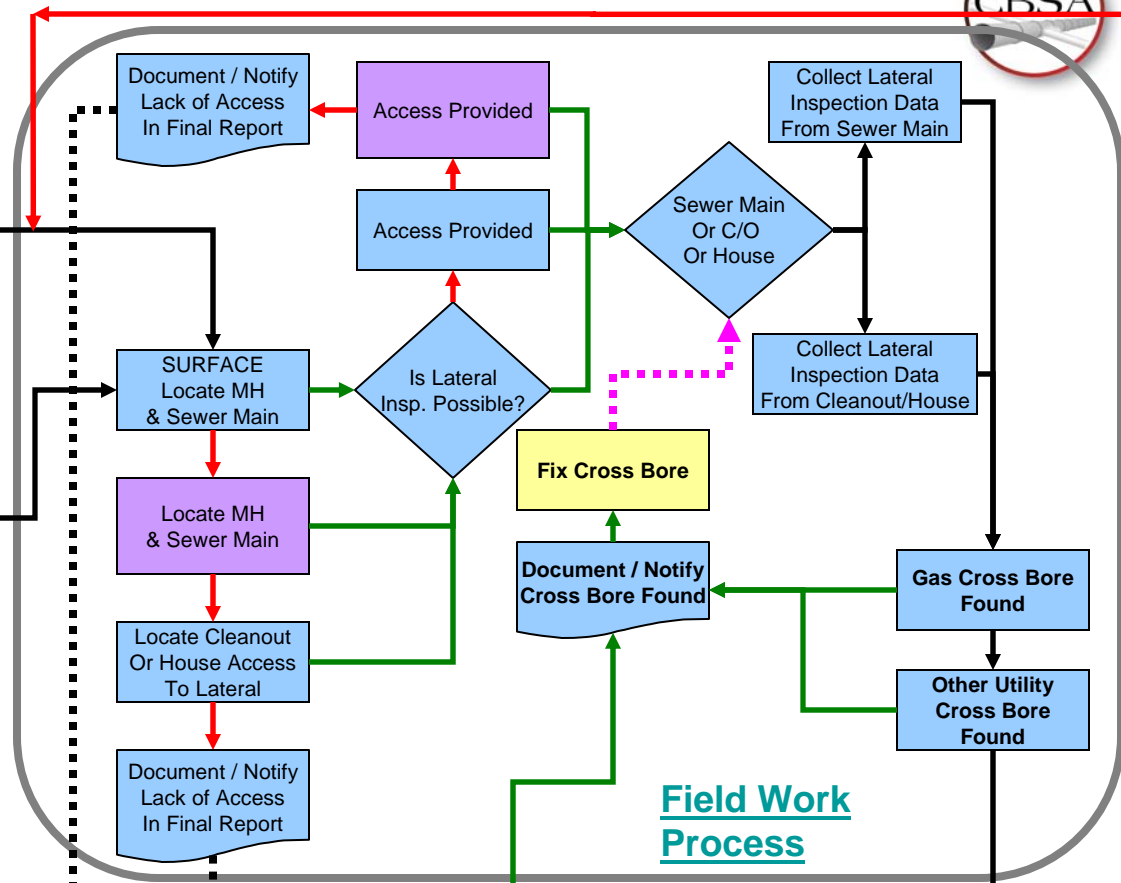 CBSA
Document / Notify
Lack of Access
In Final Report
Access Provided
Collect Lateral
Inspection Data
From Sewer Main
Access Provided
Sewer Main
Or C/O
Or House
SURFACE
Locate MH
& Sewer Main
Is Lateral
Insp. Possible?
Collect Lateral
Inspection Data
From Cleanout/House
Fix Cross Bore
Locate MH
& Sewer Main
Document / Notify
Cross Bore Found
Gas Cross Bore
Found
Locate Cleanout
Or House Access
To Lateral
Other Utility
Cross Bore
Found
Document / Notify
Lack of Access
In Final Report
Field Work
Process